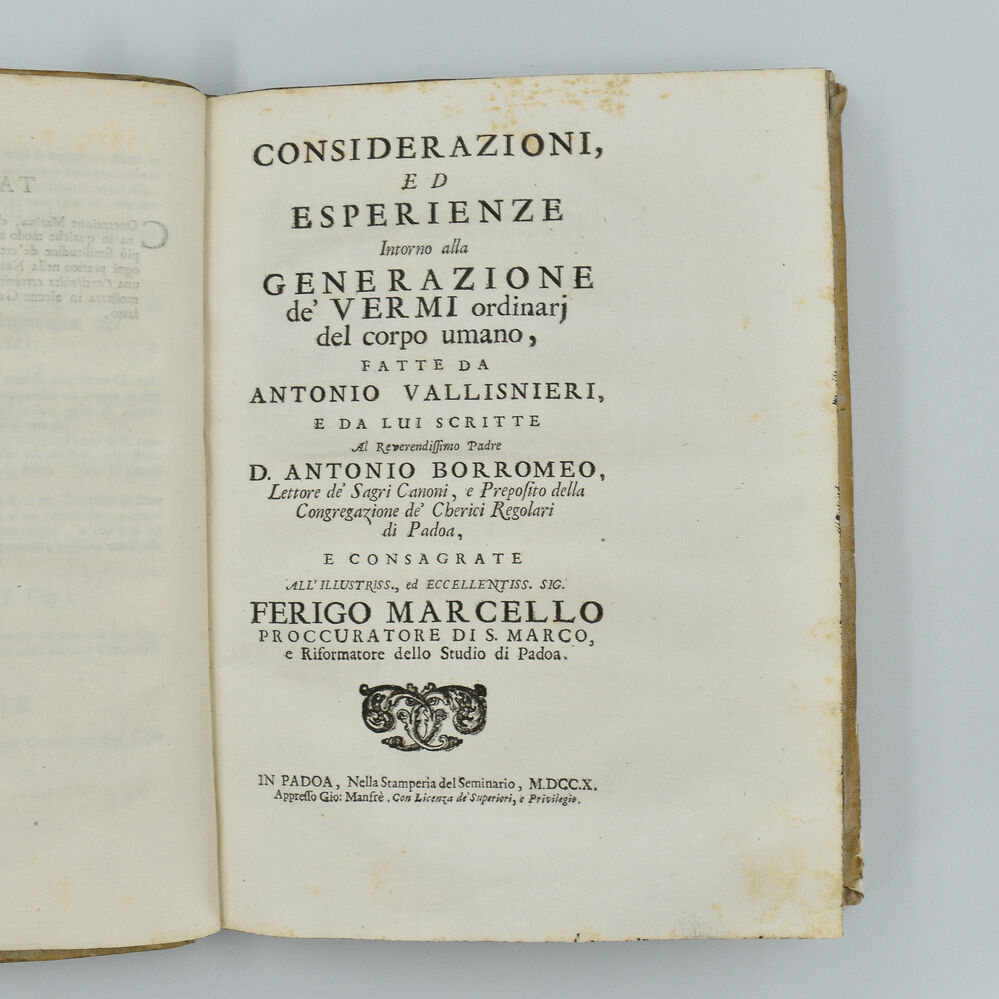 CONSIDERAZIONI,
ED
ESPERIENZE
Intorno alla
GENERAZIONE
de' VERMI ordinarj
del corpo umano,
FATTE DA
ANTONIO VALLISNIERI,
E DA LUI SCRITTE
Al Reverendissimo Padre
D. ANTONIO BORROMEO,
Lettore de' Sagri Canoni, e Preposito della
Congregazione de' Cherici Regolari
di Padoa,
E CONSAGRATE
ALL'ILLUSTRISS., ed ECCELLENTISS. SIG.
FERIGO MARCELLO
PROCCURATORE DI S. MARCO,
e Riformatore dello Studio di Padoa.
IN PADOA, Nella Stamperia del Seminario, M.DCC.X.
Appresso Gio: Manfrè. Con Licenza de' Superiori, e Privilegio.